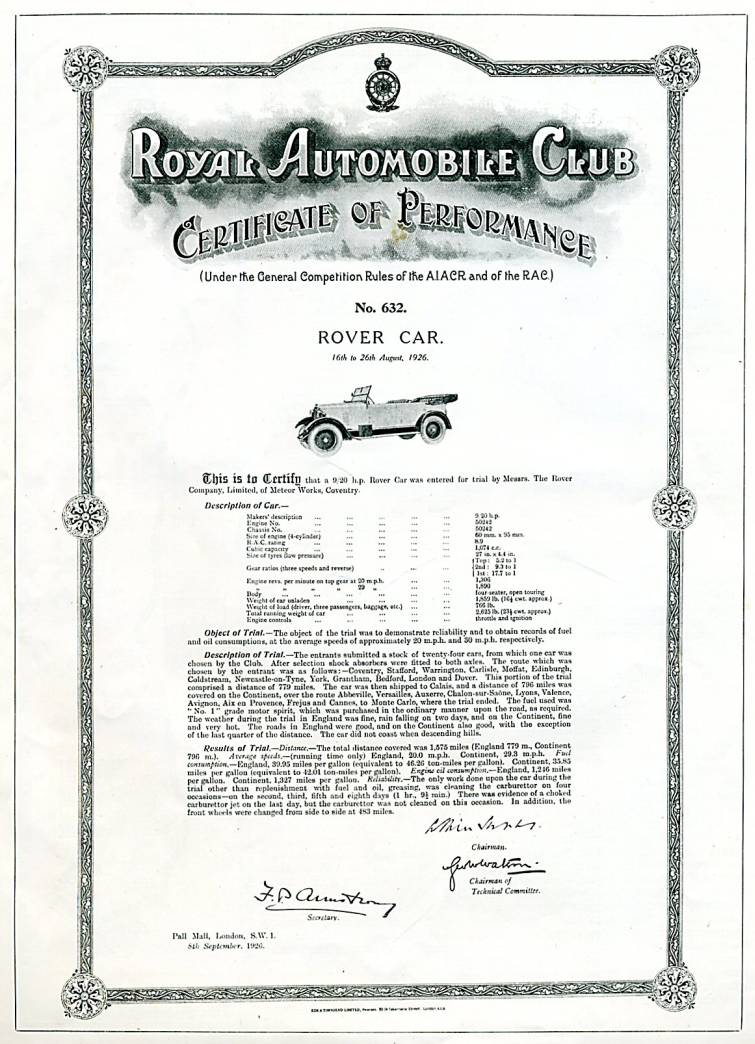 ROYAL AUTOMOBILE CLUB
CERTIFICATE OF PERFORMANCE
(Under the General Competition Rules of the A.I.A.C.R. and of the R.A.C.)
No. 632.
ROVER CAR.
16th to 26th August, 1926.
This is to Certify that a 9/20 h.p. Rover Car was entered for trial by Messrs. The Rover
Company, Limited, of Meteor Works, Coventry.
Description of Car.—
Makers' description ... ... ... ... ... 9/20 h.p.
Engine No. ... ... ... ... ... 50242
Chassis No. ... ... ... ... ... 50242
Size of engine (4-cylinder) ... ... ... ... 60 mm. x 95 mm.
R.A.C. rating ... ... ... ... ... 8.9
Cubic capacity ... ... ... ... ... 1,074 c.c.
Size of tyres (low pressure) ... ... ... ... 27 in. x 4.4 in.
Gear ratios (three speeds and reverse) ... ... ... { Top : 5.2 to 1
2nd : 9.3 to 1
1st : 17.7 to 1
Engine revs. per minute on top gear at 20 m.p.h. ... ... 1,306
" " " " " 29 " ... ... 1,890
Body ... ... ... ... ... four-seater, open touring
Weight of car unladen ... ... ... ... 1,859 lb. (16½ cwt. approx.)
Weight of load (driver, three passengers, baggage, etc.) ... ... 766 lb.
Total running weight of car ... ... ... ... 2,625 lb. (23½ cwt. approx.)
Engine controls ... ... ... ... ... throttle and ignition
Object of Trial.—The object of the trial was to demonstrate reliability and to obtain records of fuel
and oil consumptions, at the average speeds of approximately 20 m.p.h. and 30 m.p.h. respectively.
Description of Trial.—The entrants submitted a stock of twenty-four cars, from which one car was
chosen by the Club. After selection shock absorbers were fitted to both axles. The route which was
chosen by the entrant was as follows:—Coventry, Stafford, Warrington, Carlisle, Moffat, Edinburgh,
Coldstream, Newcastle-on-Tyne, York, Grantham, Bedford, London and Dover. This portion of the trial
comprised a distance of 779 miles. The car was then shipped to Calais, and a distance of 796 miles was
covered on the Continent, over the route Abbeville, Versailles, Auxerre, Chalon-sur-Saône, Lyons, Valence,
Avignon, Aix en Provence, Frejus and Cannes, to Monte Carlo, where the trial ended. The fuel used was
"No. 1" grade motor spirit, which was purchased in the ordinary manner upon the road, as required.
The weather during the trial in England was fine, rain falling on two days, and on the Continent, fine
and very hot. The roads in England were good, and on the Continent also good, with the exception
of the last quarter of the distance. The car did not coast when descending hills.
Results of Trial.—Distance.—The total distance covered was 1,575 miles (England 779 m., Continent
796 m.). Average speeds.—(running time only) England, 20.0 m.p.h. Continent, 29.3 m.p.h. Fuel
consumption.—England, 39.95 miles per gallon (equivalent to 46.26 ton-miles per gallon). Continent, 35.85
miles per gallon (equivalent to 42.01 ton-miles per gallon). Engine oil consumption.—England, 1,246 miles
per gallon. Continent, 1,327 miles per gallon. Reliability.—The only work done upon the car during the
trial other than replenishment with fuel and oil, greasing, was cleaning the carburettor on four
occasions—on the second, third, fifth and eighth days (1 hr., 9½ min.) There was evidence of a choked
carburettor jet on the last day, but the carburettor was not cleaned on this occasion. In addition, the
front wheels were changed from side to side at 483 miles.
Chairman.
Chairman of
Technical Committee.
F. P. Armstrong
Secretary.
Pall Mall, London, S.W. 1.
8th September, 1926.